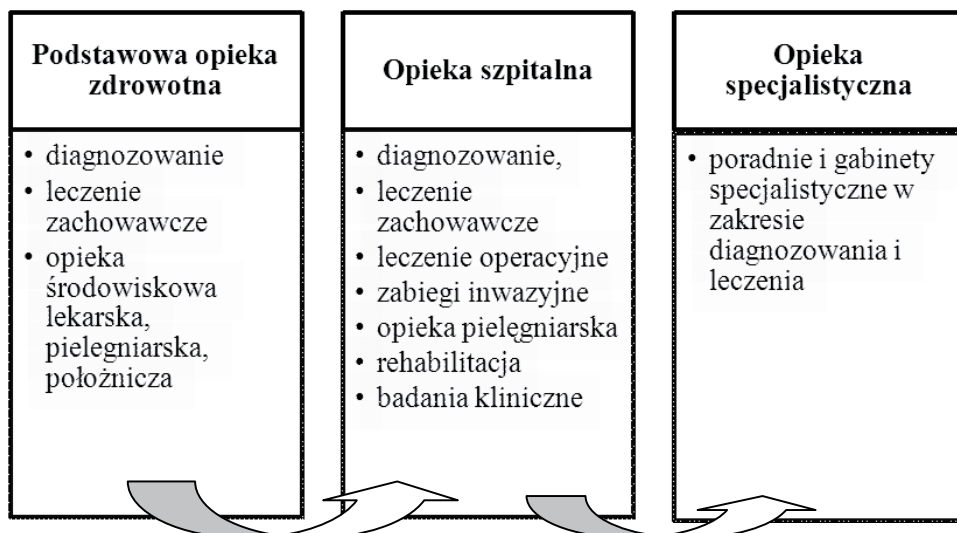 Podstawowa opieka
zdrowotna
• diagnozowanie
• leczenie
zachowawcze
• opieka
środowiskowa
lekarska,
pielegniarska,
położnicza
Opieka szpitalna
• diagnozowanie,
• leczenie
zachowawcze
• leczenie operacyjne
• zabiegi inwazyjne
• opieka pielęgniarska
• rehabilitacja
• badania kliniczne
Opieka
specjalistyczna
• poradnie i gabinety
specjalistyczne w
zakresie
diagnozowania i
leczenia